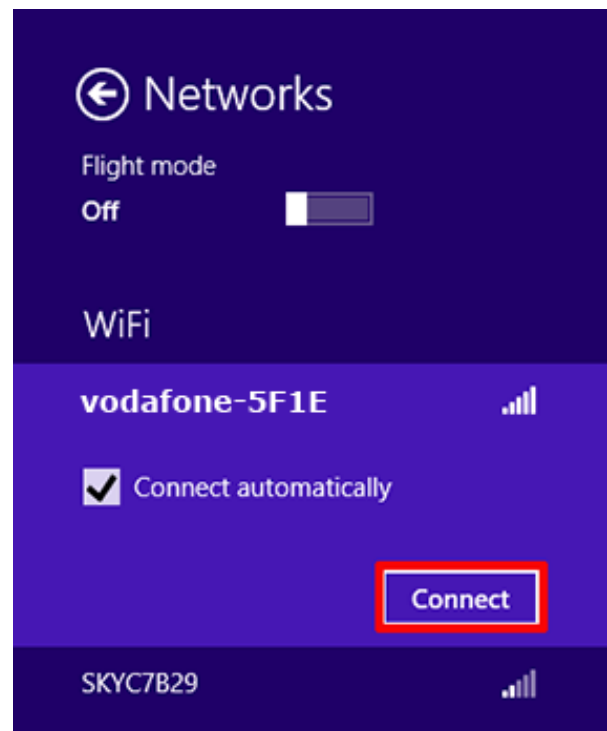 Networks
Flight mode
Off
WiFi
vodafone-5F1E
Connect automatically
Connect
SKYC7B29